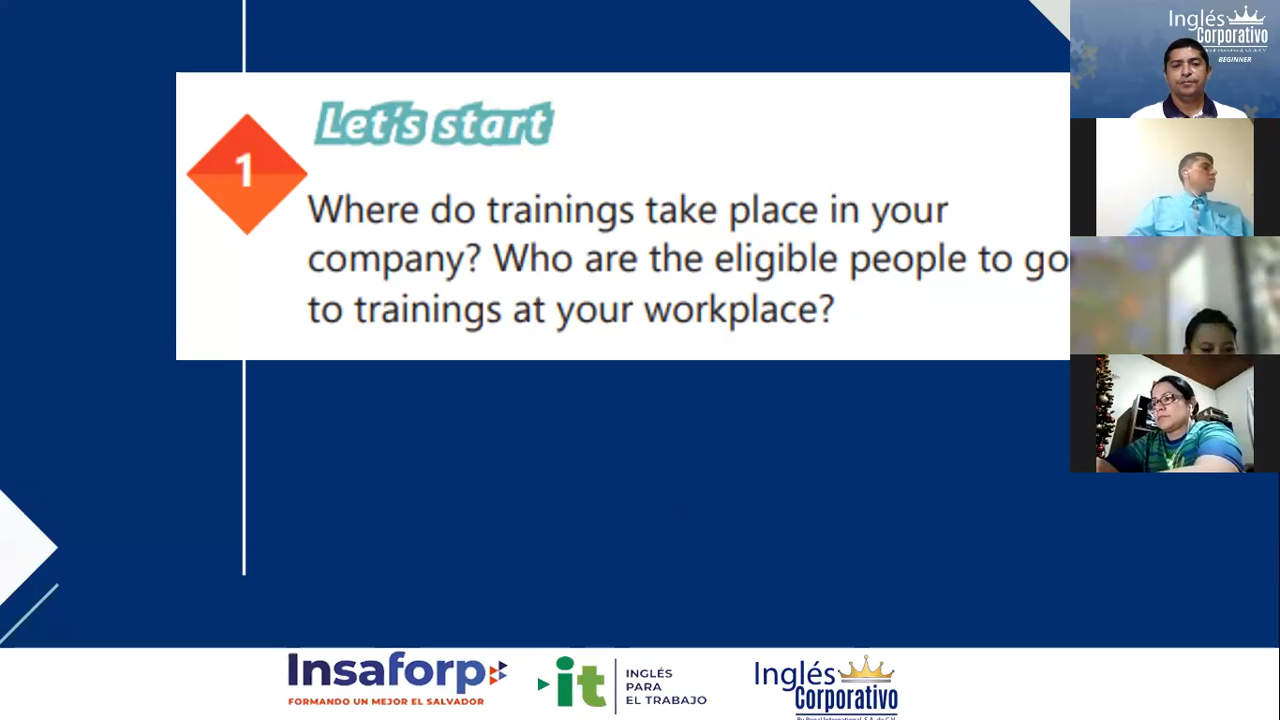 Let's start
1
Where do trainings take place in your
company? Who are the eligible people to go
to trainings at your workplace?
Inglés
Corporativo
BEGINNER
Insaforp
FORMANDO UN MEJOR EL SALVADOR
it
INGLÉS
PARA
EL TRABAJO
Inglés
Corporativo